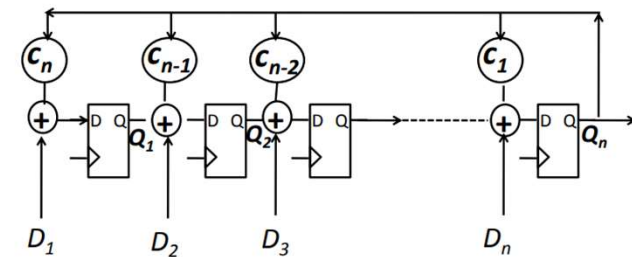 Cn Cn-1 Cn-2 C1
+ D Q Q1 + D Q Q2 + D Q + D Q Qn
D1 D2 D3 Dn